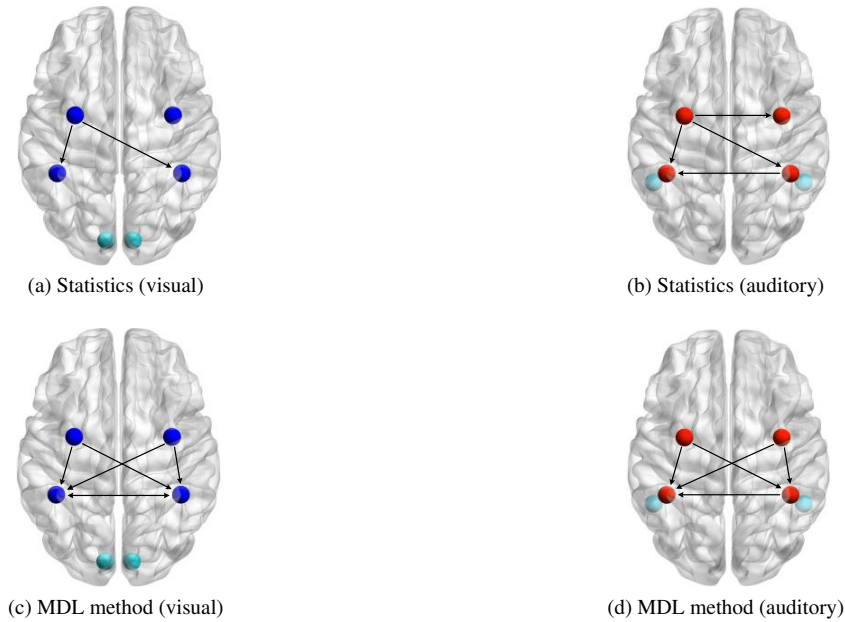 (a) Statistics (visual)
(b) Statistics (auditory)
(c) MDL method (visual)
(d) MDL method (auditory)